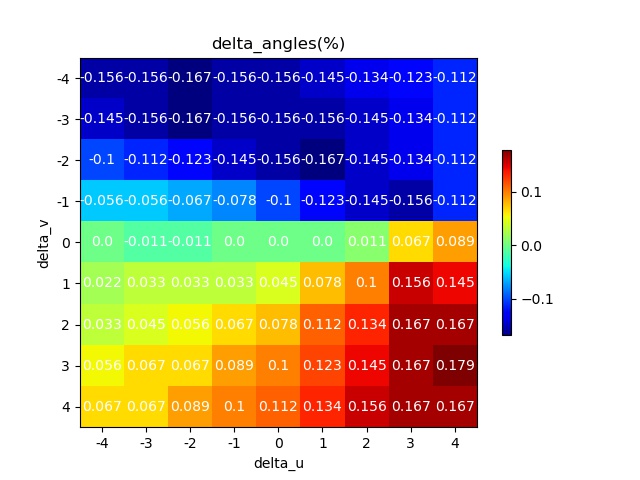 delta_angles(%)
-4 -0.156 -0.156 -0.167 -0.156 -0.156 -0.145 -0.134 -0.123 -0.112
-3 -0.145 -0.156 -0.167 -0.156 -0.156 -0.156 -0.145 -0.134 -0.112
-2 -0.1 -0.112 -0.123 -0.145 -0.156 -0.167 -0.145 -0.134 -0.112
-1 -0.056 -0.056 -0.067 -0.078 -0.1 -0.123 -0.145 -0.156 -0.112
0 0.0 -0.011 -0.011 0.0 0.0 0.0 0.011 0.067 0.089
1 0.022 0.033 0.033 0.033 0.045 0.078 0.1 0.156 0.145
2 0.033 0.045 0.056 0.067 0.078 0.112 0.134 0.167 0.167
3 0.056 0.067 0.067 0.089 0.1 0.123 0.145 0.167 0.179
4 0.067 0.067 0.089 0.1 0.112 0.134 0.156 0.167 0.167
-4 -3 -2 -1 0 1 2 3 4
delta_u
delta_v
0.1
0.0
−0.1